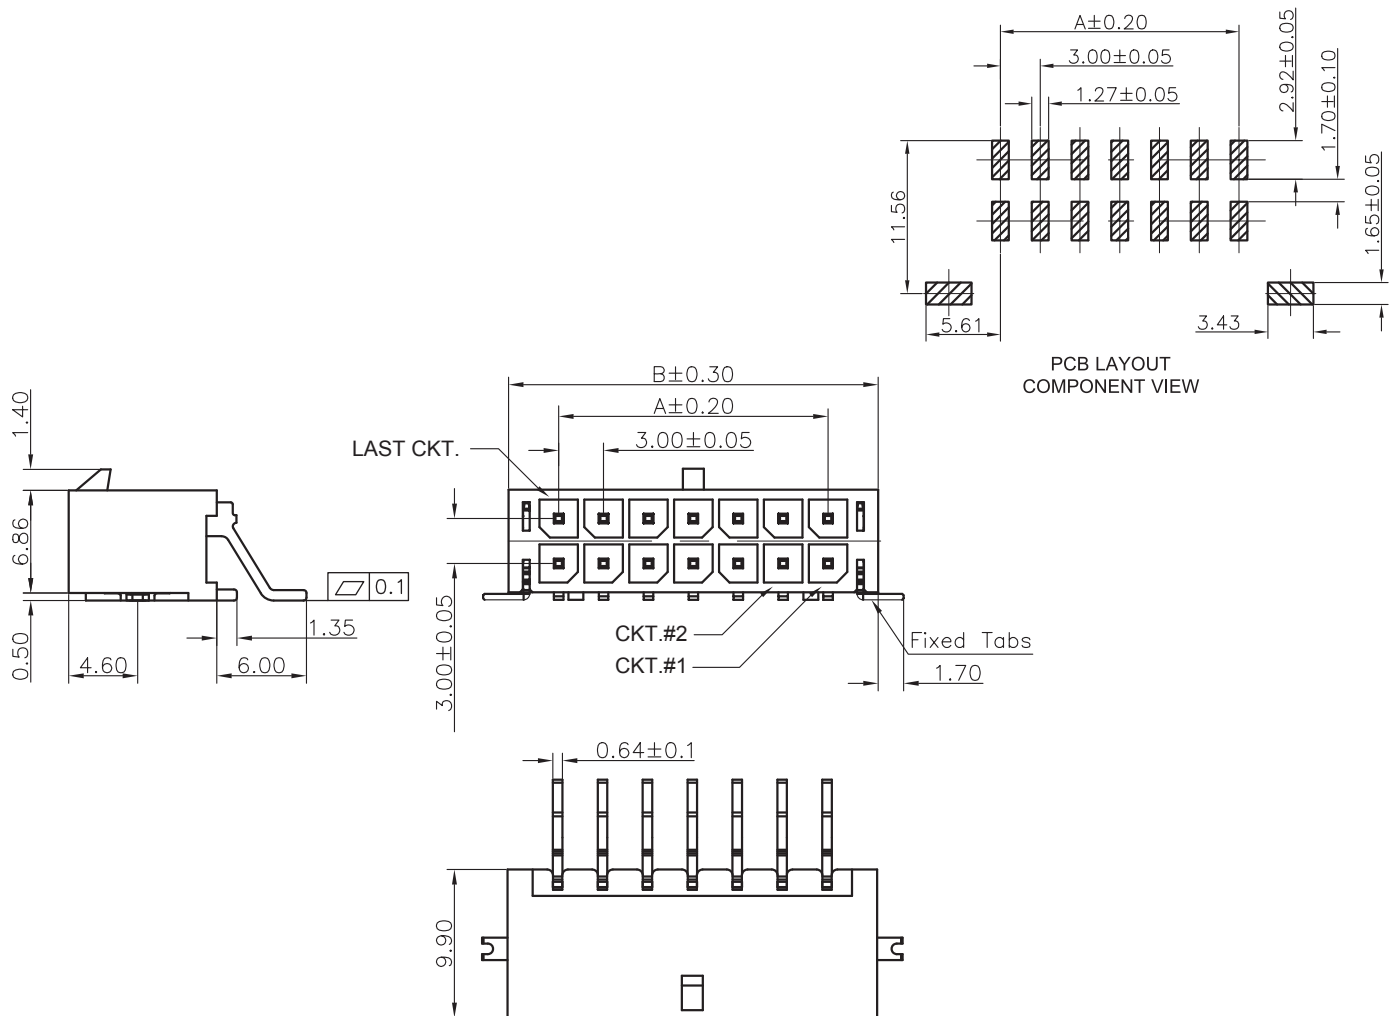 A±0.20
3.00±0.05
1.27±0.05
2.92±0.05
1.70±0.10
1.65±0.05
11.56
5.61
3.43
PCB LAYOUT
COMPONENT VIEW
B±0.30
A±0.20
3.00±0.05
LAST CKT.
1.40
6.86
0.50
4.60
6.00
1.35
0.1
3.00±0.05
CKT.#2
CKT.#1
Fixed Tabs
1.70
0.64±0.1
9.90